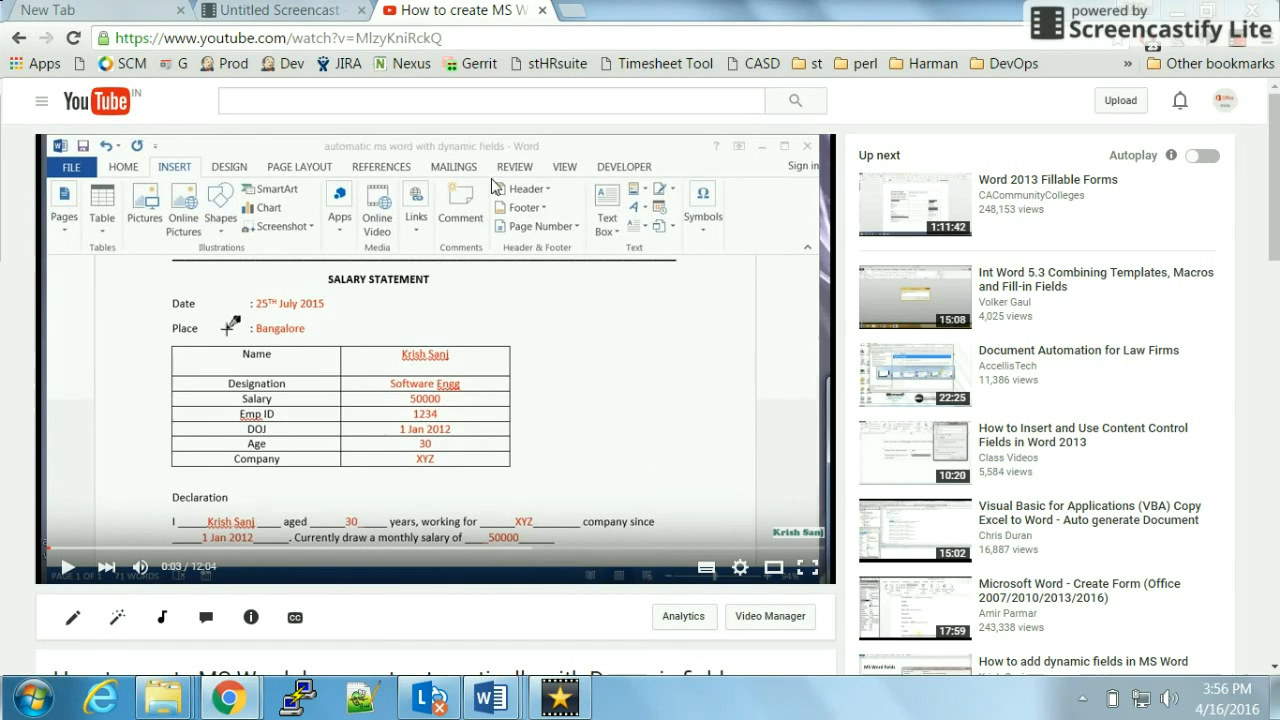 New Tab
Untitled Screencast
How to create MS W
powered by
Screencastify Lite
https://www.youtube.com/watch
Apps
SCM
G
Prod
Dev
JIRA
Nexus
Gerrit
stHRsuite
Timesheet Tool
CASD
st
perl
Harman
DevOps
»
Other bookmarks
23
YouTube IN
Upload
automatic ms word with dynamic fields - Word
FILE HOME INSERT DESIGN PAGE LAYOUT REFERENCES MAILINGS REVIEW VIEW DEVELOPER Sign in
Pages
Table
Pictures
Online
Pictures
Shapes
SmartArt
Chart
Screenshot
Apps
Online
Video
Links
Comment
Header
Footer
Page Number
Text
Box
Symbols
Tables
Illustrations
Media
Comments
Header & Footer
Text
SALARY STATEMENT
Date : 25TH July 2015
Place : Bangalore
Name Krish Sanj
Designation Software Engg
Salary 50000
Emp ID 1234
DOJ 1 Jan 2012
Age 30
Company XYZ
Declaration
Krish Sanj____ aged ____ years, working for ____XYZ____ company since
2012____. Currently draw a monthly salary of
Krish Sanj
12:04
Analytics
Video Manager
Up next
Autoplay
Word 2013 Fillable Forms
CACommunityColleges
248,153 views
1:11:42
Int Word 5.3 Combining Templates, Macros
and Fill-in Fields
Volker Gaul
4,025 views
15:08
Document Automation for Law Firms
AccellisTech
11,386 views
22:25
How to Insert and Use Content Control
Fields in Word 2013
Class Videos
5,584 views
10:20
Visual Basic for Applications (VBA) Copy
Excel to Word - Auto generate Document
Chris Duran
16,887 views
15:02
Microsoft Word - Create Form (Office
2007/2010/2013/2016)
Amir Parmar
243,338 views
17:59
How to add dynamic fields in MS Word
3:56 PM
4/16/2016